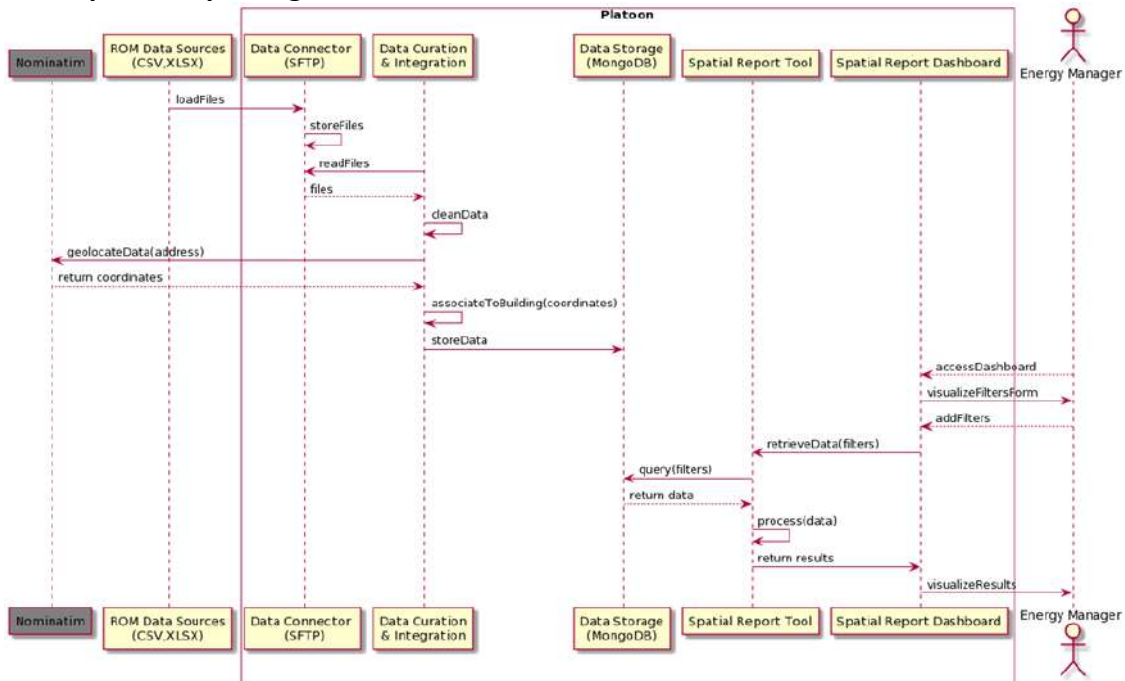 Platoon
Nominatim
ROM Data Sources
(CSV,XLSX)
Data Connector
(SFTP)
Data Curation
& Integration
Data Storage
(MongoDB)
Spatial Report Tool
Spatial Report Dashboard
Energy Manager
loadFiles
storeFiles
readFiles
files
cleanData
geolocateData(address)
return coordinates
associateToBuilding(coordinates)
storeData
accessDashboard
visualizeFiltersForm
addFilters
retrieveData(filters)
query(filters)
return data
process(data)
return results
visualizeResults
Nominatim
ROM Data Sources
(CSV,XLSX)
Data Connector
(SFTP)
Data Curation
& Integration
Data Storage
(MongoDB)
Spatial Report Tool
Spatial Report Dashboard
Energy Manager